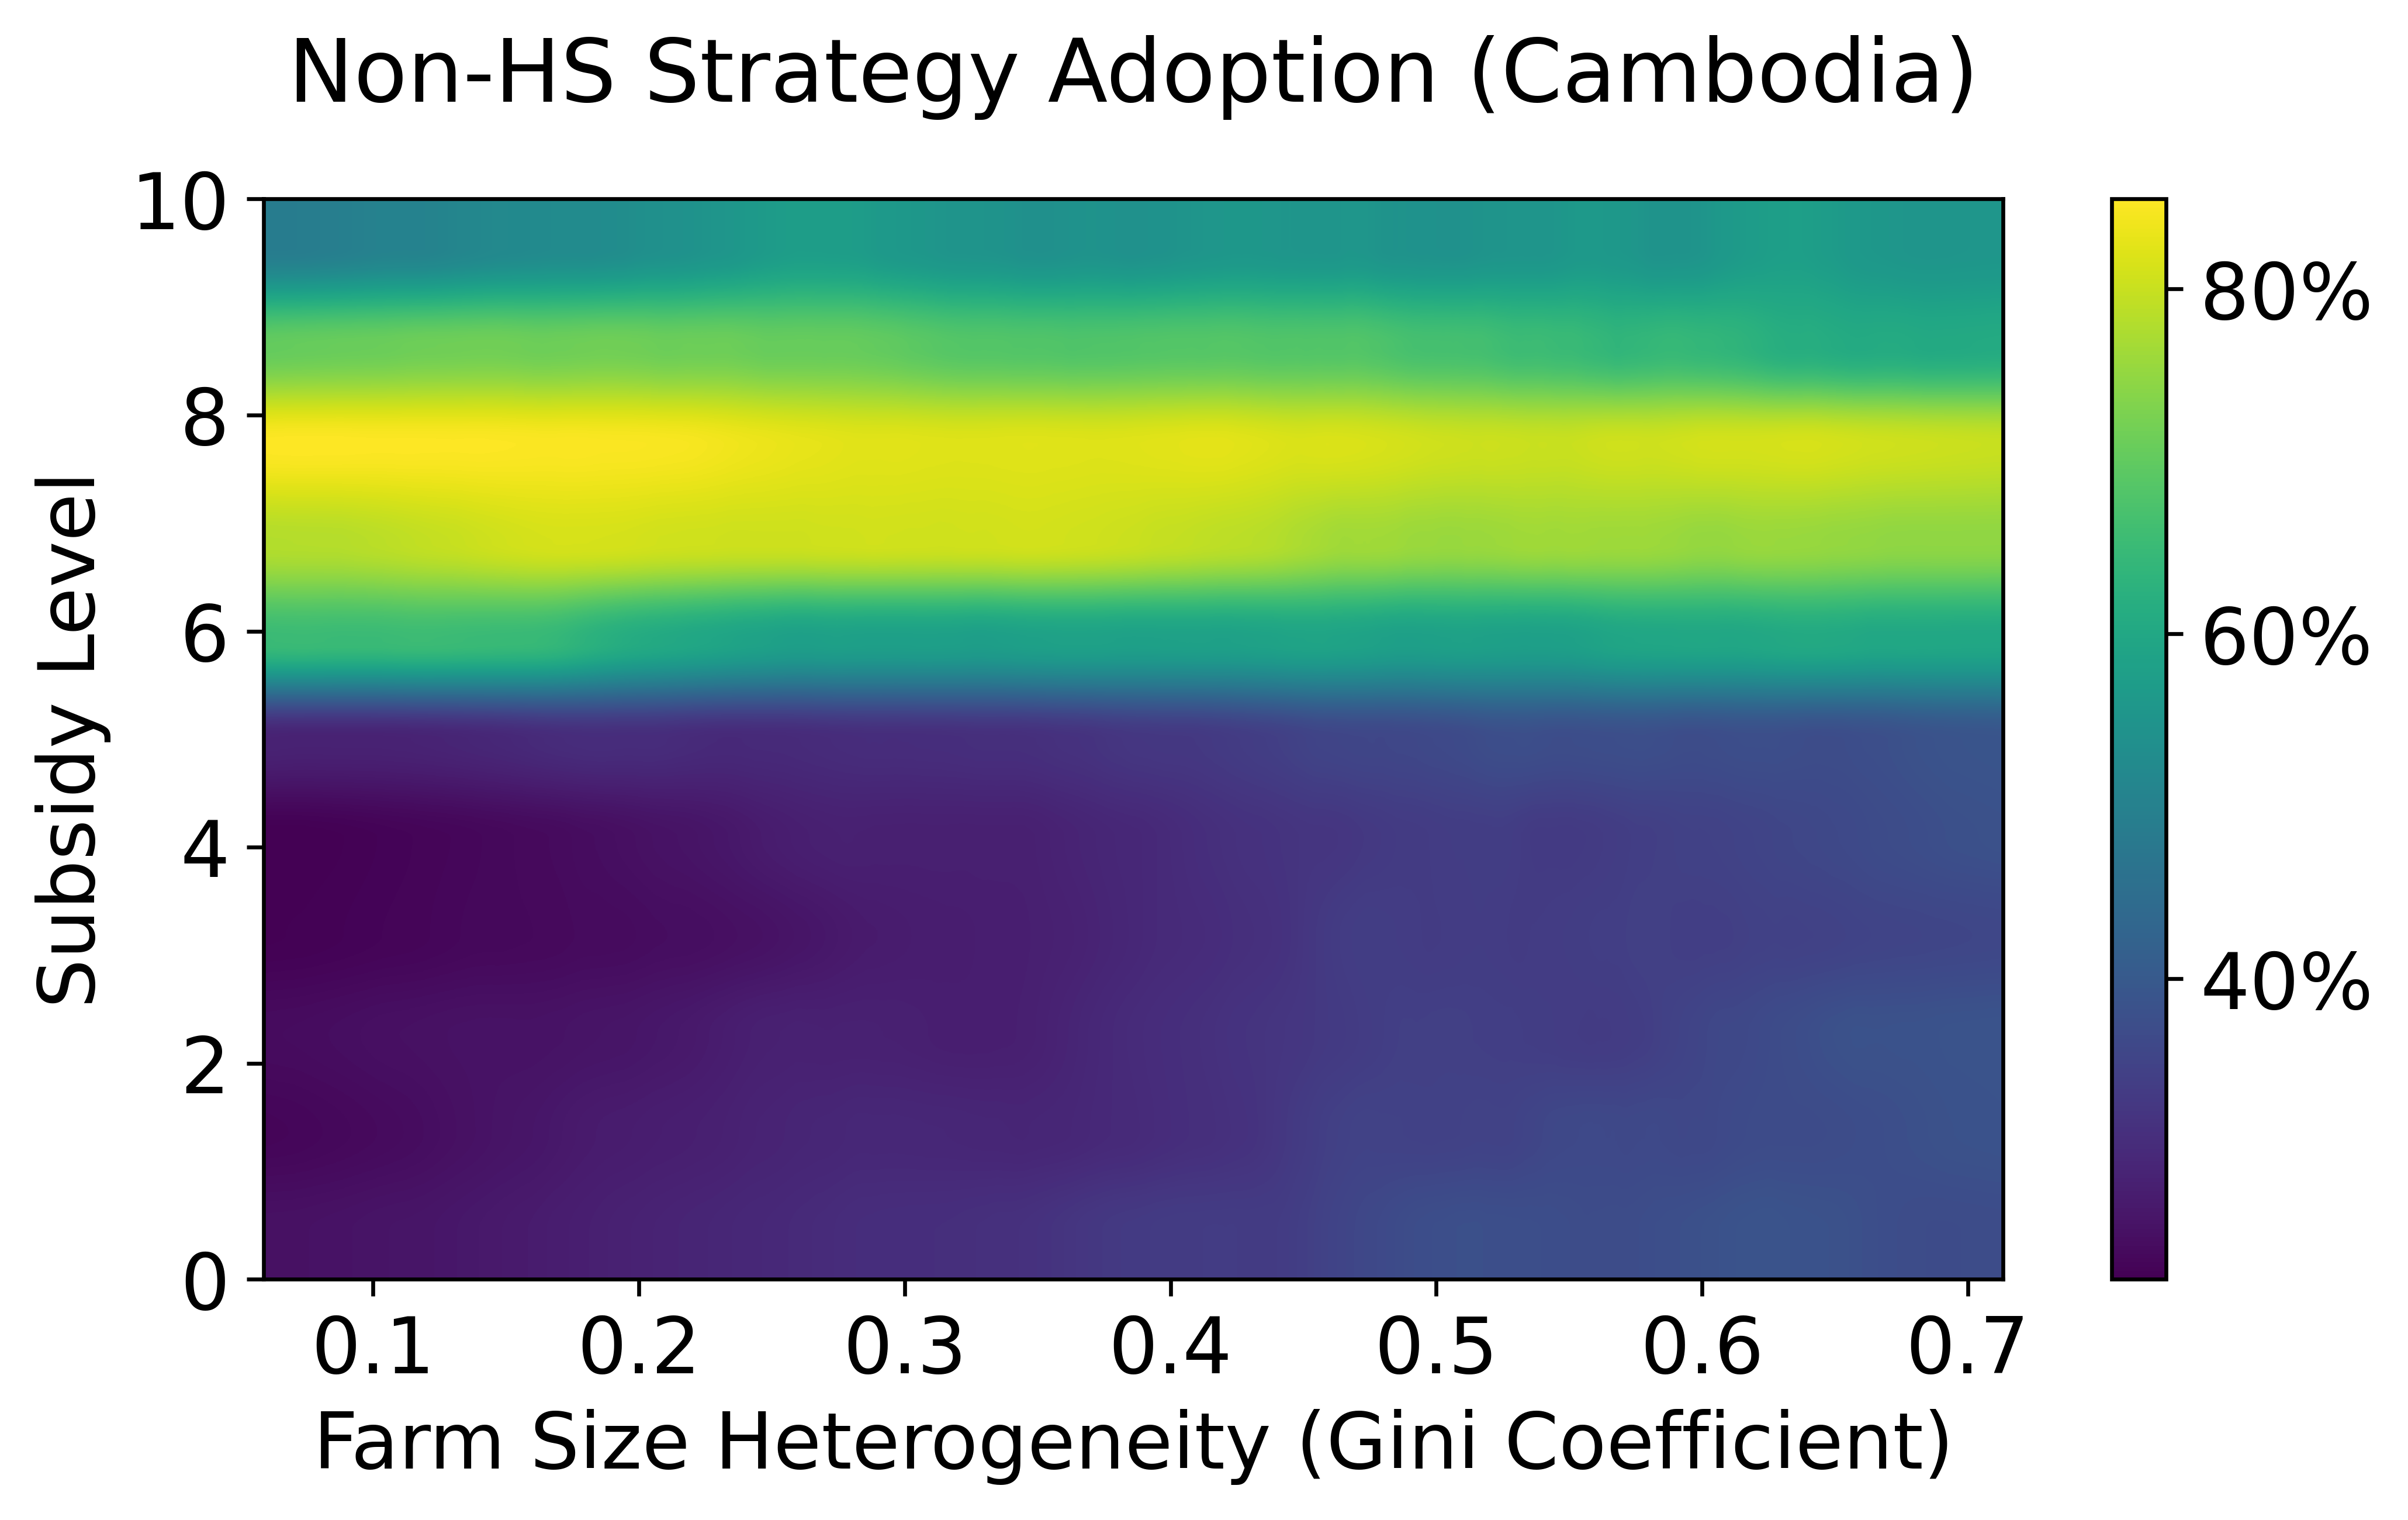 Non-HS Strategy Adoption (Cambodia)
10
8
6
4
2
0
Subsidy Level
0.1 0.2 0.3 0.4 0.5 0.6 0.7
Farm Size Heterogeneity (Gini Coefficient)
80%
60%
40%